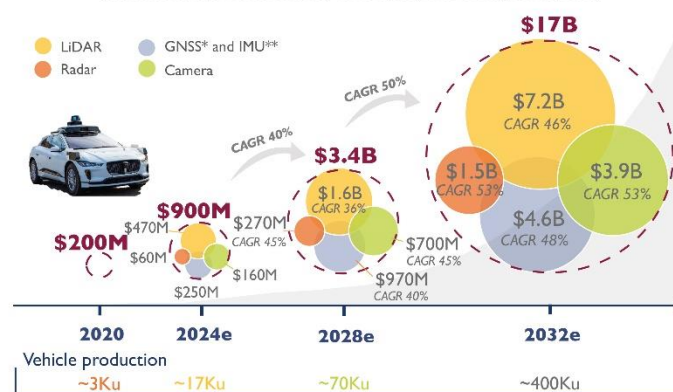 LiDAR
GNSS* and IMU**
Radar
Camera
$200M
$900M
$470M
$60M
$160M
$250M
CAGR 40%
$3.4B
$1.6B
CAGR 36%
$270M
CAGR 45%
$700M
CAGR 45%
$970M
CAGR 40%
CAGR 50%
$17B
$7.2B
CAGR 46%
$1.5B
CAGR 53%
$3.9B
CAGR 53%
$4.6B
CAGR 48%
2020 2024e 2028e 2032e
Vehicle production
~3Ku ~17Ku ~70Ku ~400Ku